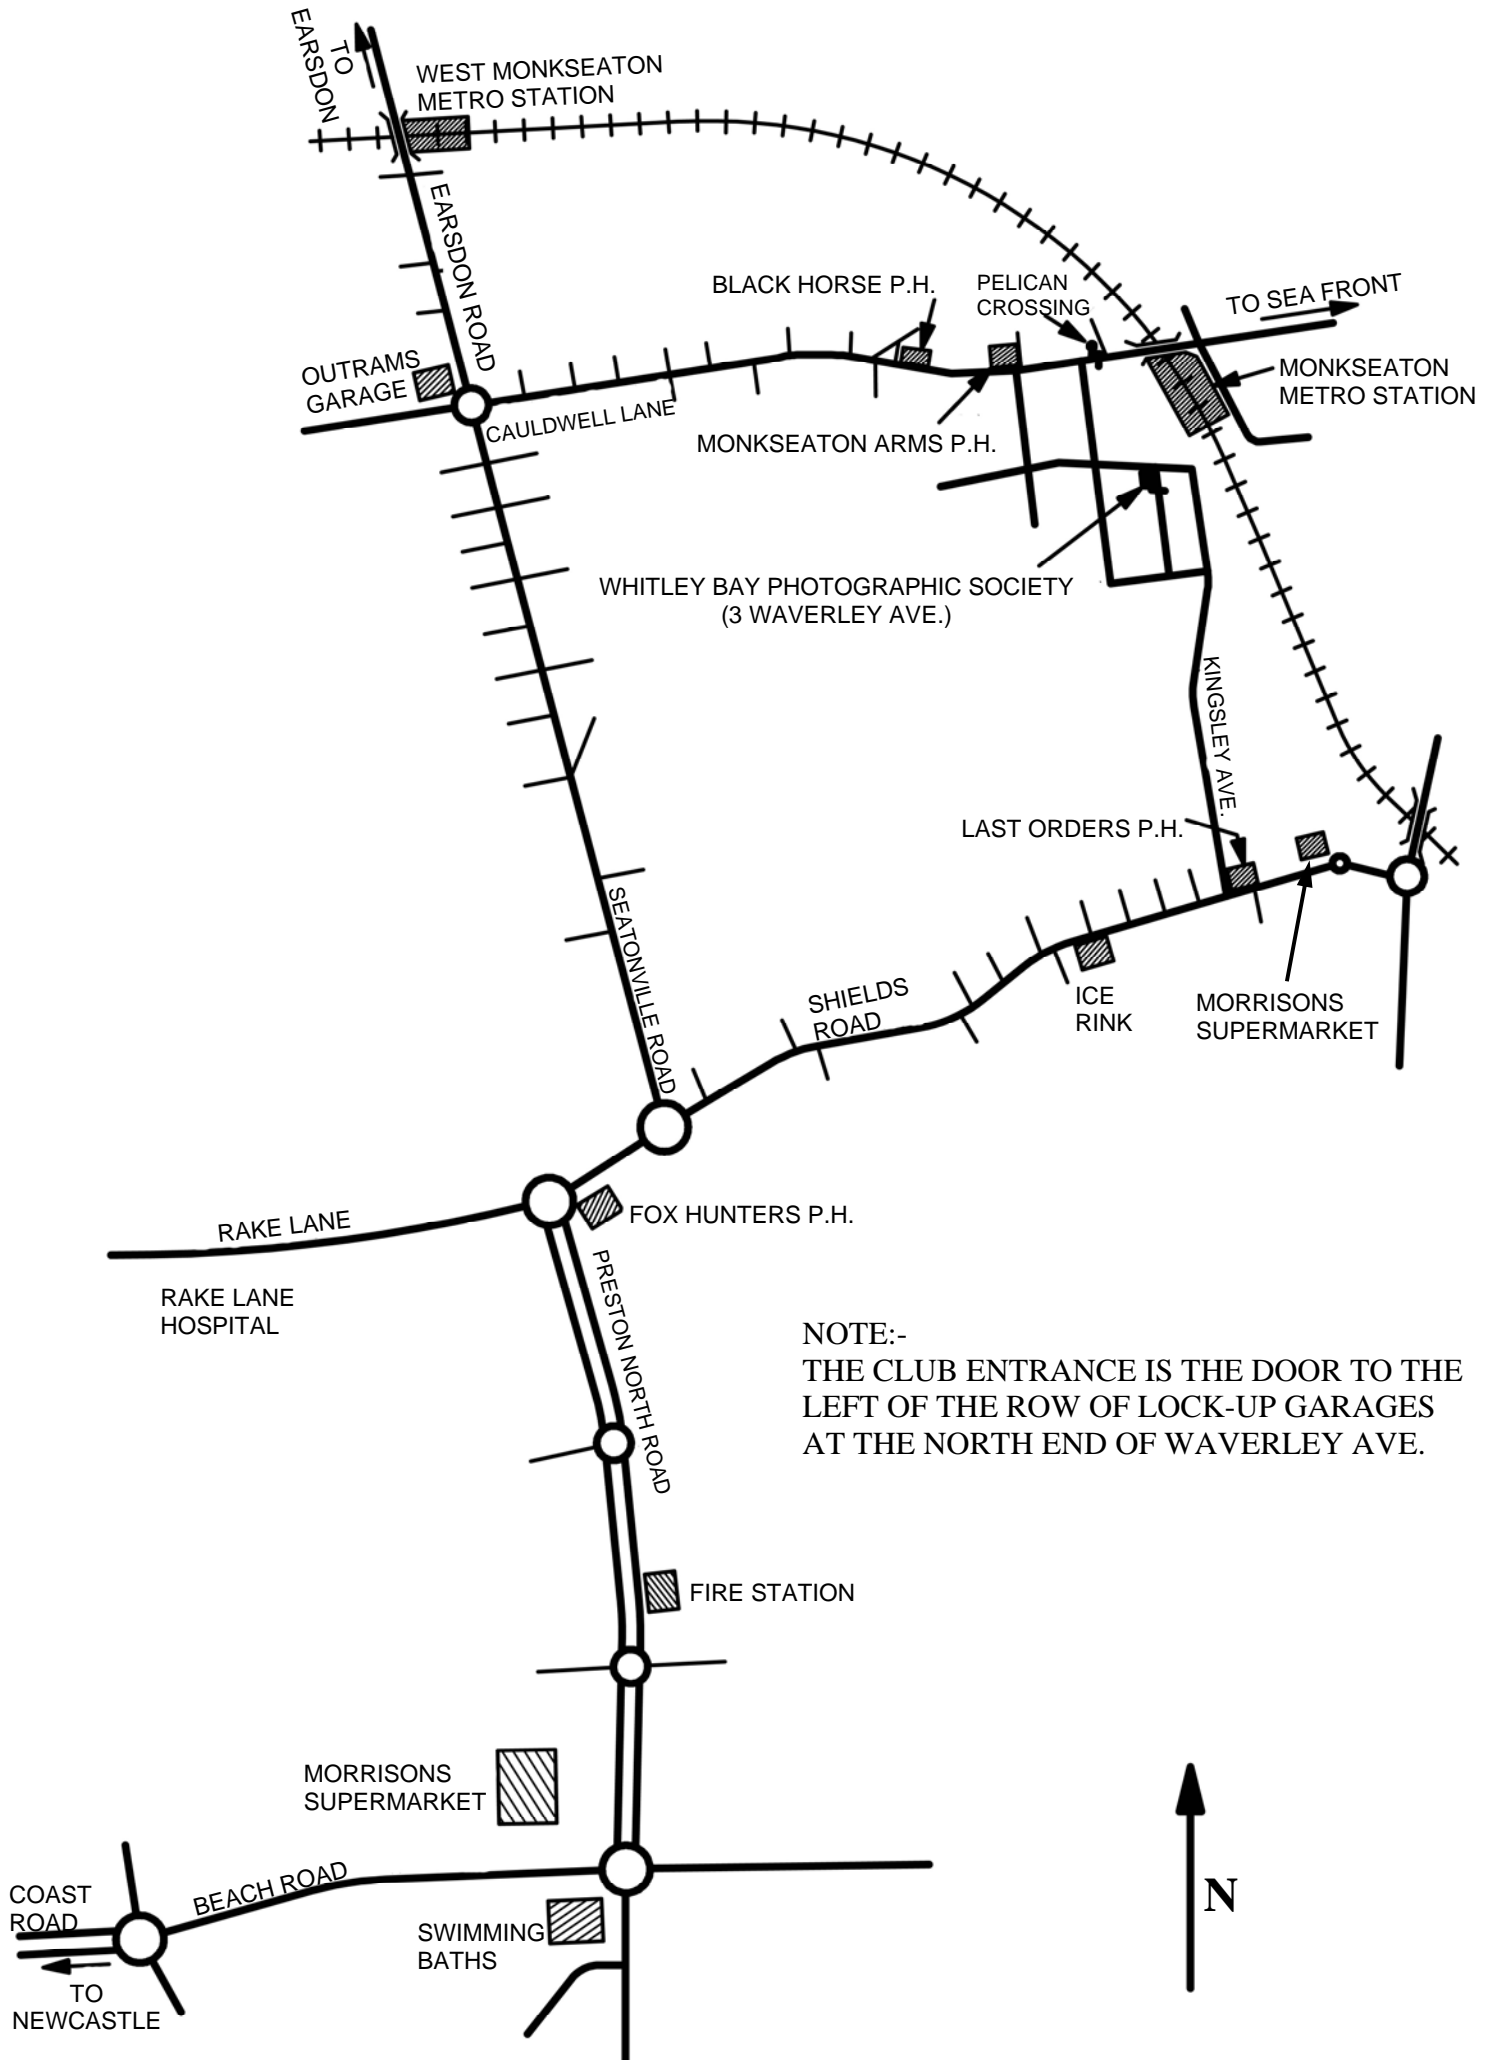 TO
EARSDON
WEST MONKSEATON
METRO STATION
EARSDON ROAD
BLACK HORSE P.H.
PELICAN
CROSSING
TO SEA FRONT
OUTRAMS
GARAGE
MONKSEATON
METRO STATION
CAULDWELL LANE
MONKSEATON ARMS P.H.
WHITLEY BAY PHOTOGRAPHIC SOCIETY
(3 WAVERLEY AVE.)
KINGSLEY AVE.
LAST ORDERS P.H.
SEATONVILLE ROAD
SHIELDS
ROAD
ICE
RINK
MORRISONS
SUPERMARKET
RAKE LANE
FOX HUNTERS P.H.
RAKE LANE
HOSPITAL
PRESTON NORTH ROAD
NOTE:-
THE CLUB ENTRANCE IS THE DOOR TO THE
LEFT OF THE ROW OF LOCK-UP GARAGES
AT THE NORTH END OF WAVERLEY AVE.
FIRE STATION
MORRISONS
SUPERMARKET
BEACH ROAD
COAST
ROAD
SWIMMING
BATHS
TO
NEWCASTLE
N